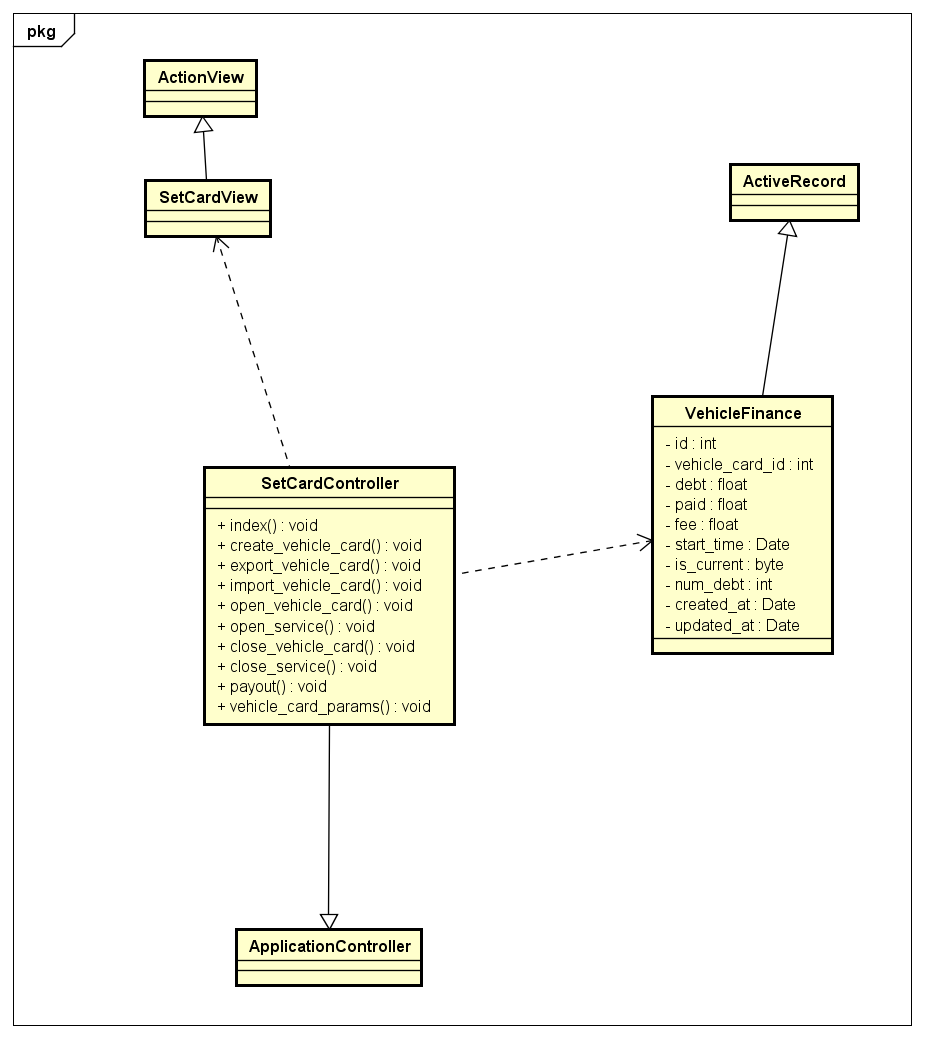 pkg
ActionView
SetCardView
ActiveRecord
VehicleFinance
- id : int
- vehicle_card_id : int
- debt : float
- paid : float
- fee : float
- start_time : Date
- is_current : byte
- num_debt : int
- created_at : Date
- updated_at : Date
SetCardController
+ index() : void
+ create_vehicle_card() : void
+ export_vehicle_card() : void
+ import_vehicle_card() : void
+ open_vehicle_card() : void
+ open_service() : void
+ close_vehicle_card() : void
+ close_service() : void
+ payout() : void
+ vehicle_card_params() : void
ApplicationController